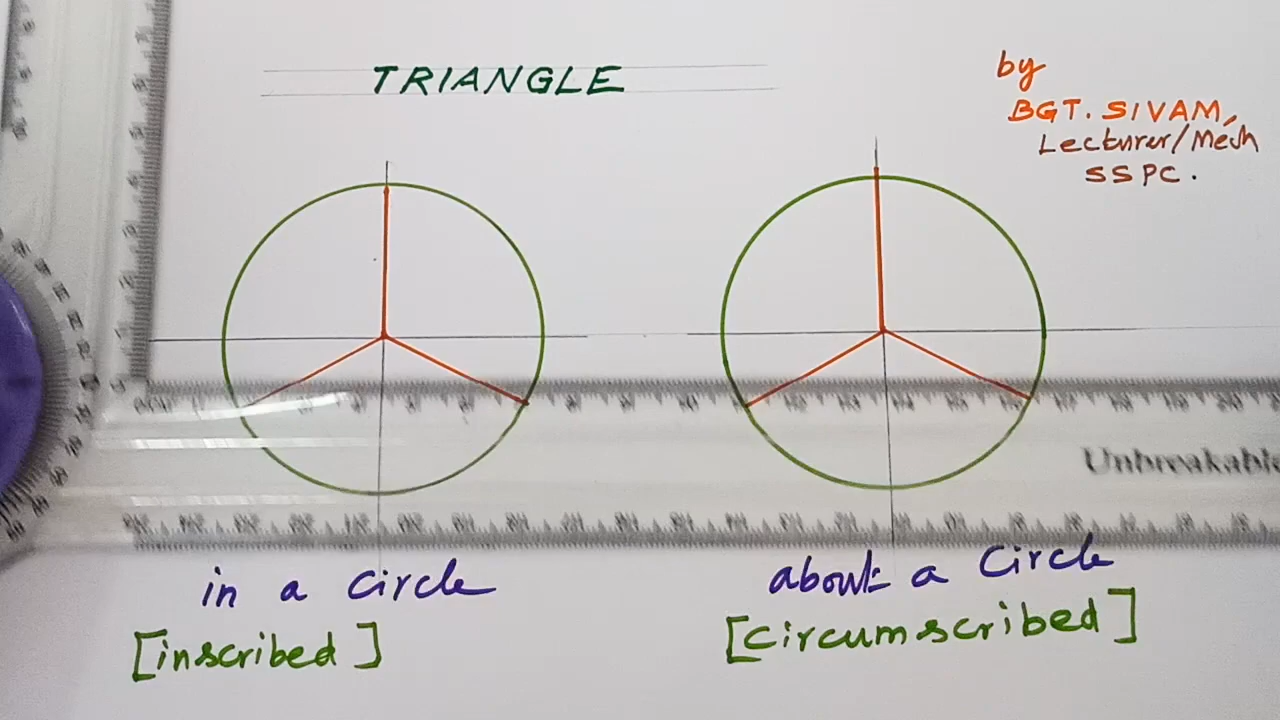 TRIANGLE
by
BGT. SIVAM,
Lecturer/Mech
SSPC.
Unbreakable
in a circle
[inscribed]
about a circle
[circumscribed]